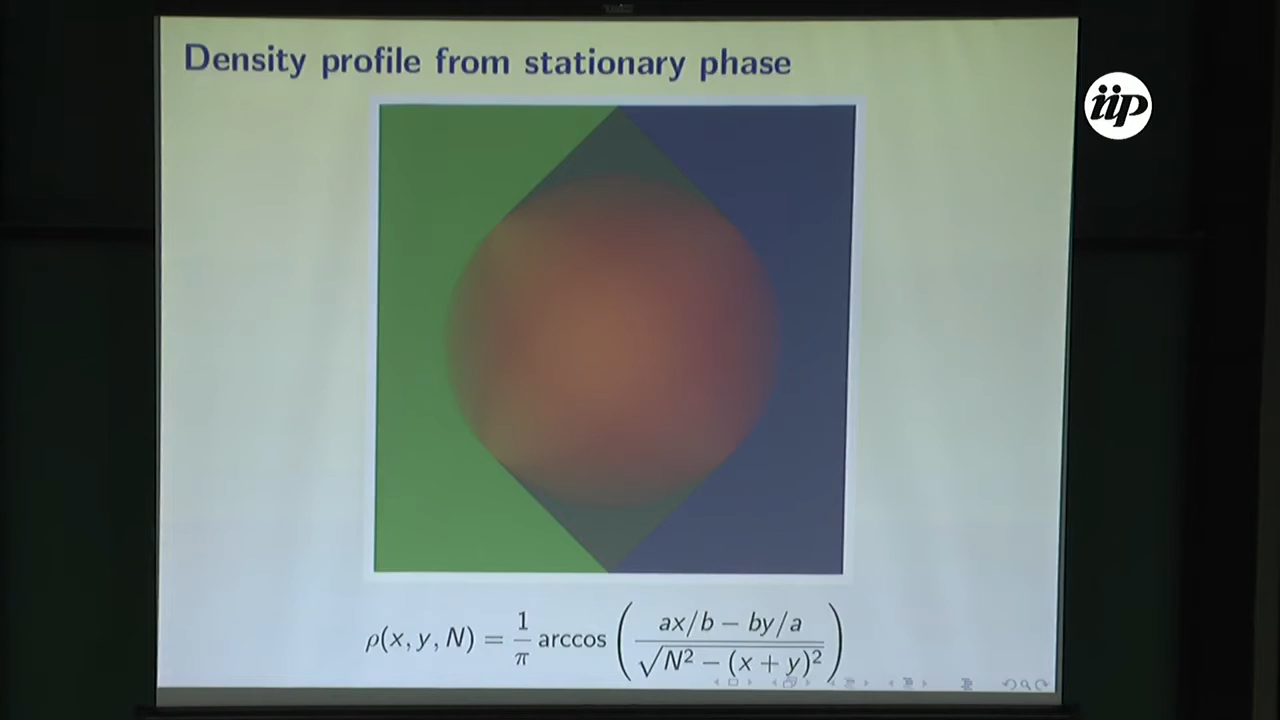 Density profile from stationary phase
iip
ρ(x, y, N) = 1/π arccos ( (ax/b − by/a) / √(N² − (x + y)²) )